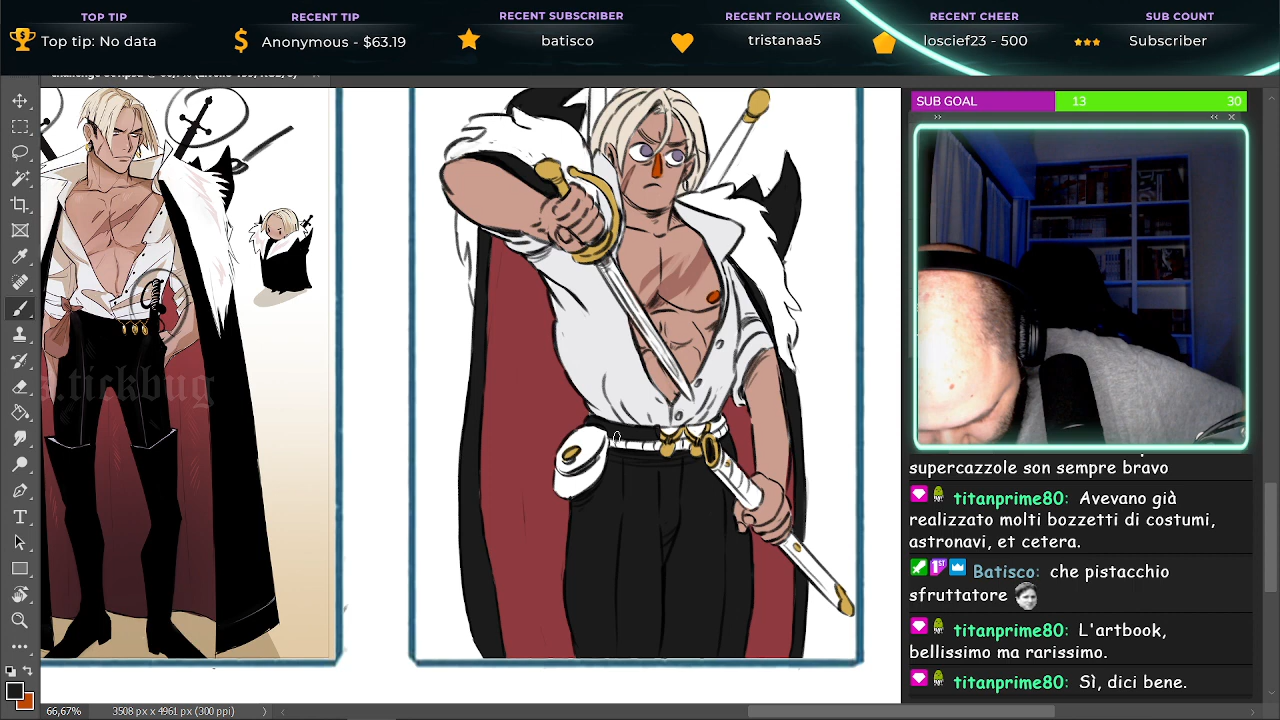 TOP TIP
Top tip: No data
RECENT TIP
Anonymous - $63.19
RECENT SUBSCRIBER
batisco
RECENT FOLLOWER
tristanaa5
RECENT CHEER
loscief23 - 500
SUB COUNT
Subscriber
SUB GOAL
13
30
.tickbug
supercazzole son sempre bravo
titanprime80: Avevano già
realizzato molti bozzetti di costumi,
astronavi, et cetera.
Batisco: che pistacchio
sfruttatore
titanprime80: L'artbook,
bellissimo ma rarissimo.
titanprime80: Sì, dici bene.
66,67%
3508 px x 4961 px (300 ppi)